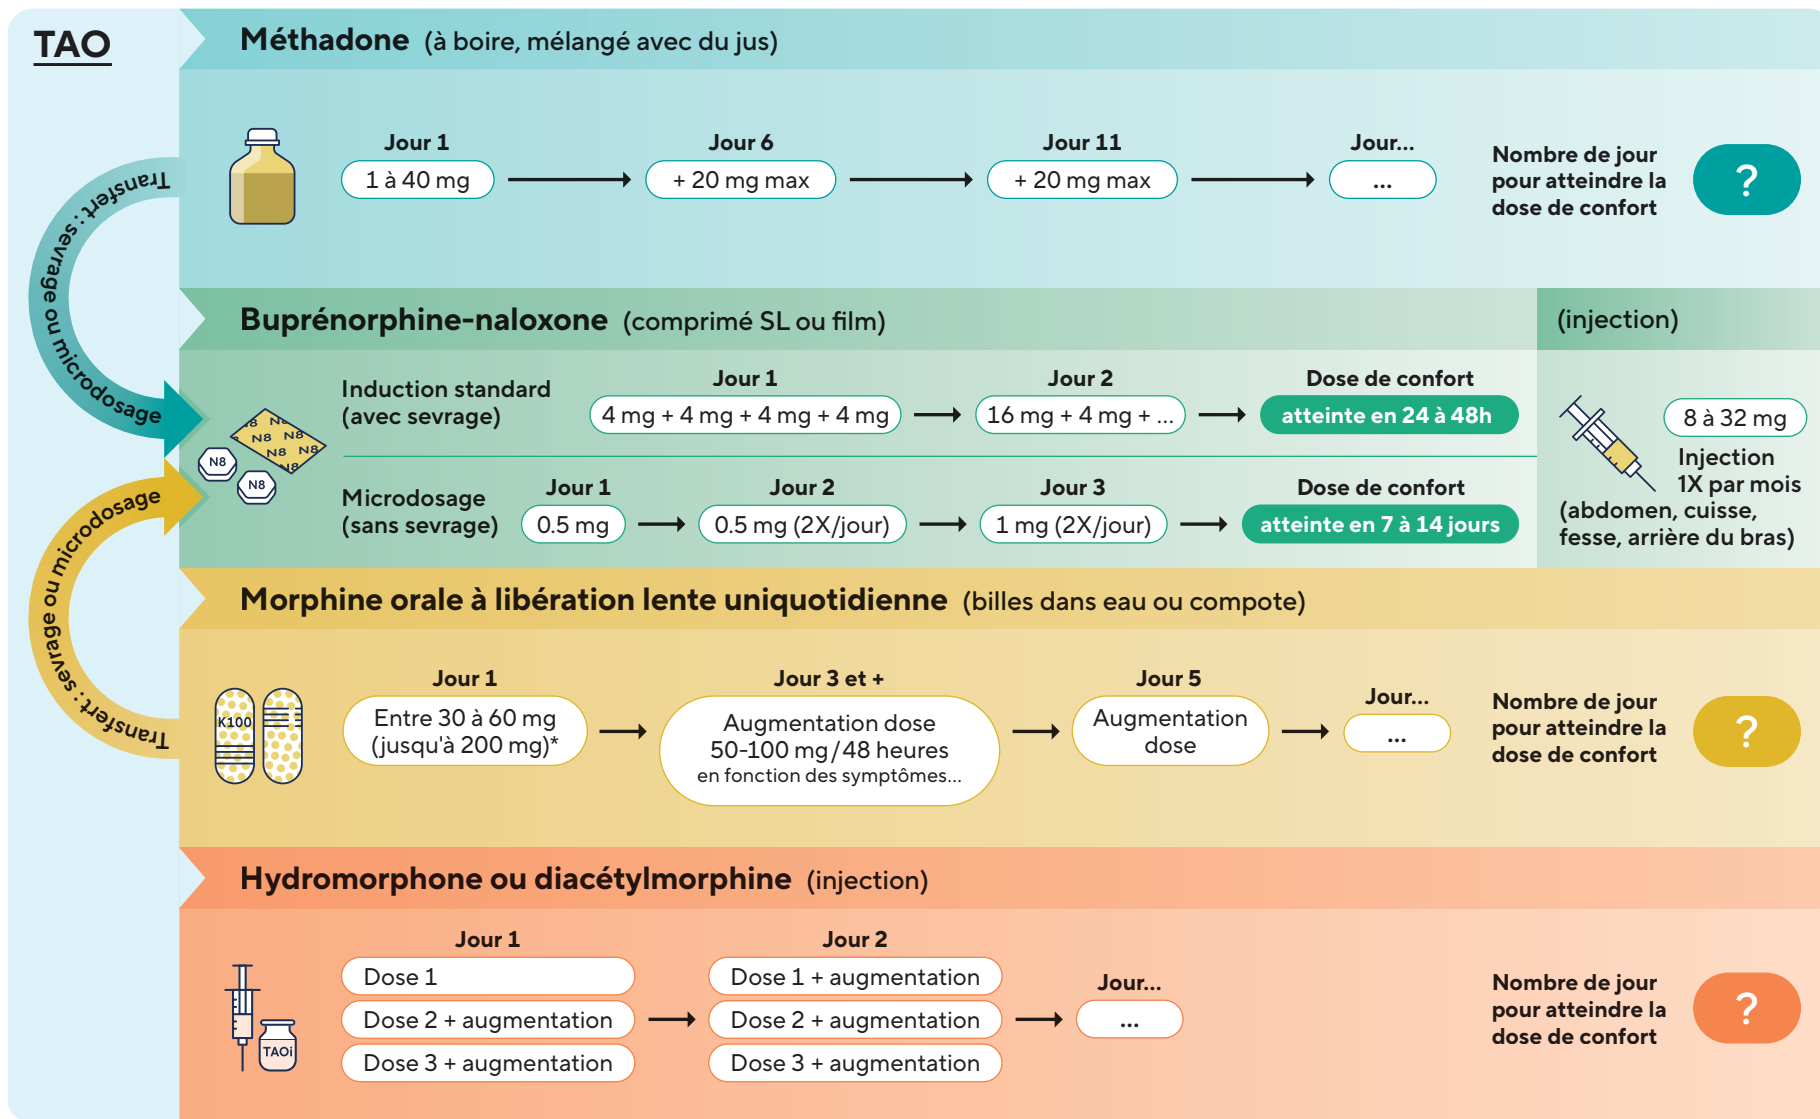 TAO
Méthadone (à boire, mélangé avec du jus)
Jour 1
1 à 40 mg
Jour 6
+ 20 mg max
Jour 11
+ 20 mg max
Jour...
...
Nombre de jour
pour atteindre la
dose de confort
?
Transfert : sevrage ou microdosage
Buprénorphine-naloxone (comprimé SL ou film)
Induction standard
(avec sevrage)
Jour 1
4 mg + 4 mg + 4 mg + 4 mg
Jour 2
16 mg + 4 mg + ...
Dose de confort
atteinte en 24 à 48h
Microdosage
(sans sevrage)
Jour 1
0.5 mg
Jour 2
0.5 mg (2X/jour)
Jour 3
1 mg (2X/jour)
Dose de confort
atteinte en 7 à 14 jours
N8
N8 N8
N8 N8
N8
N8
N8
(injection)
8 à 32 mg
Injection
1X par mois
(abdomen, cuisse,
fesse, arrière du bras)
Transfert : sevrage ou microdosage
Morphine orale à libération lente uniquotidienne (billes dans eau ou compote)
K100
Jour 1
Entre 30 à 60 mg
(jusqu'à 200 mg)*
Jour 3 et +
Augmentation dose
50-100 mg / 48 heures
en fonction des symptômes...
Jour 5
Augmentation
dose
Jour...
...
Nombre de jour
pour atteindre la
dose de confort
?
Hydromorphone ou diacétylmorphine (injection)
TAOi
Jour 1
Dose 1
Dose 2 + augmentation
Dose 3 + augmentation
Jour 2
Dose 1 + augmentation
Dose 2 + augmentation
Dose 3 + augmentation
Jour...
...
Nombre de jour
pour atteindre la
dose de confort
?